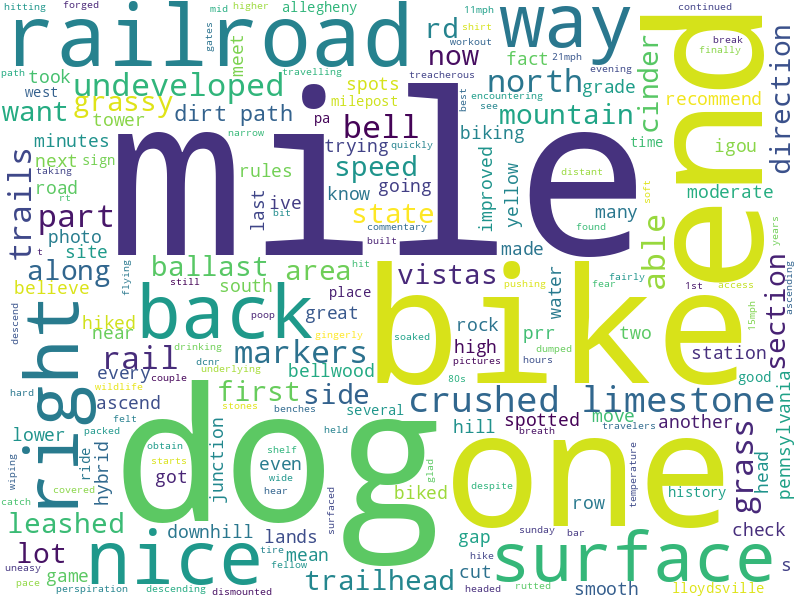 hitting forged mid higher allegheny 11mph shirt continued
railroad way gates workout 21mph break finally
path took travelling meet rd now fact spots treacherous evening
west undeveloped north grade encountering cinder end direction
want grassy milepost mountain see recommend
tower dirt path pa bell biking best time
minutes trying quickly narrow igou
next sign mile speed improved
trails taking rules going distant
road last ive know yellow many soft moderate
rt bit state commentary found able
part photo built made years
t site
along ballast area hit vistas water section
believe flying still south place pushing fear fairly 1st access ascending
descend right hiked back poop great bike rock two 15mph
near drinking gingerly soaked prr station
rail markers high hours dumped
hard every couple dcnr underlying bellwood pictures 80s good
ascend wildlife first side crushed limestone
lower felt stones benches several spotted move another
packed junction held hill breath travelers pennsylvania
wiping hybrid ride obtain dog shelf even wide glad one despite temperature grass head
catch covered starts got hear biked row history
leashed surfaced sunday bar check
lot downhill lands gap hike
uneasy nice tire mean fellow cut surface s
pace game trailhead headed rutted smooth lloydsville
perspiration descending dismounted